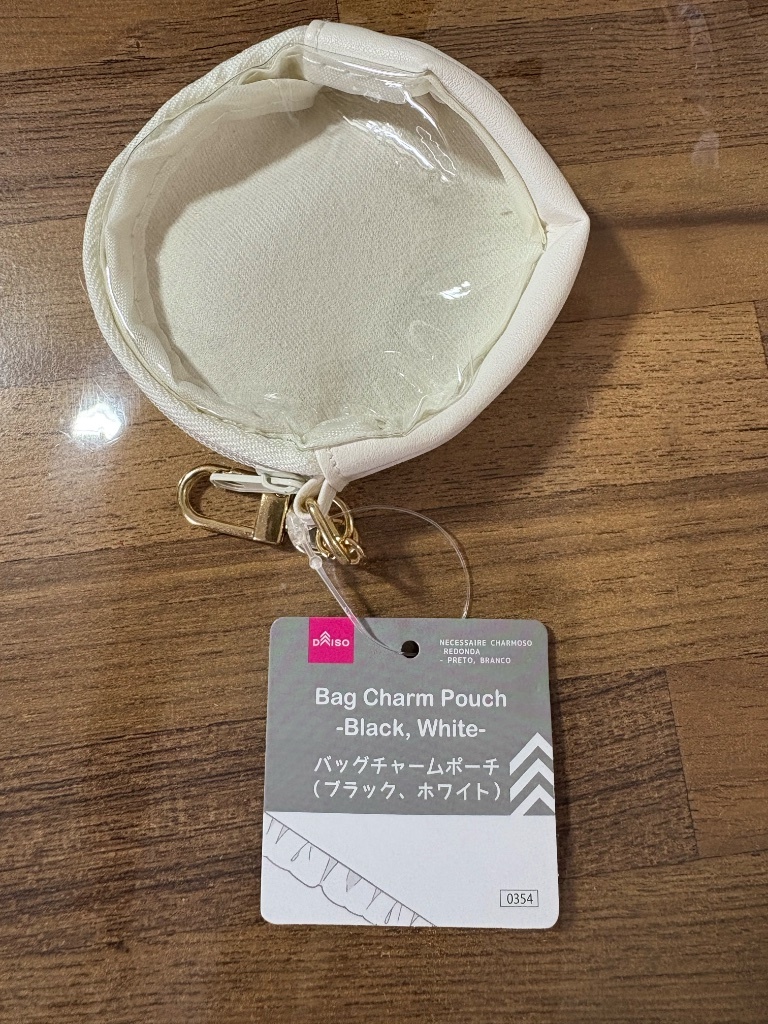 DAISO
NECESSAIRE CHARMOSO
REDONDA
- PRETO, BRANCO
Bag Charm Pouch
-Black, White-
バッグチャームポーチ
(ブラック、ホワイト)
0354